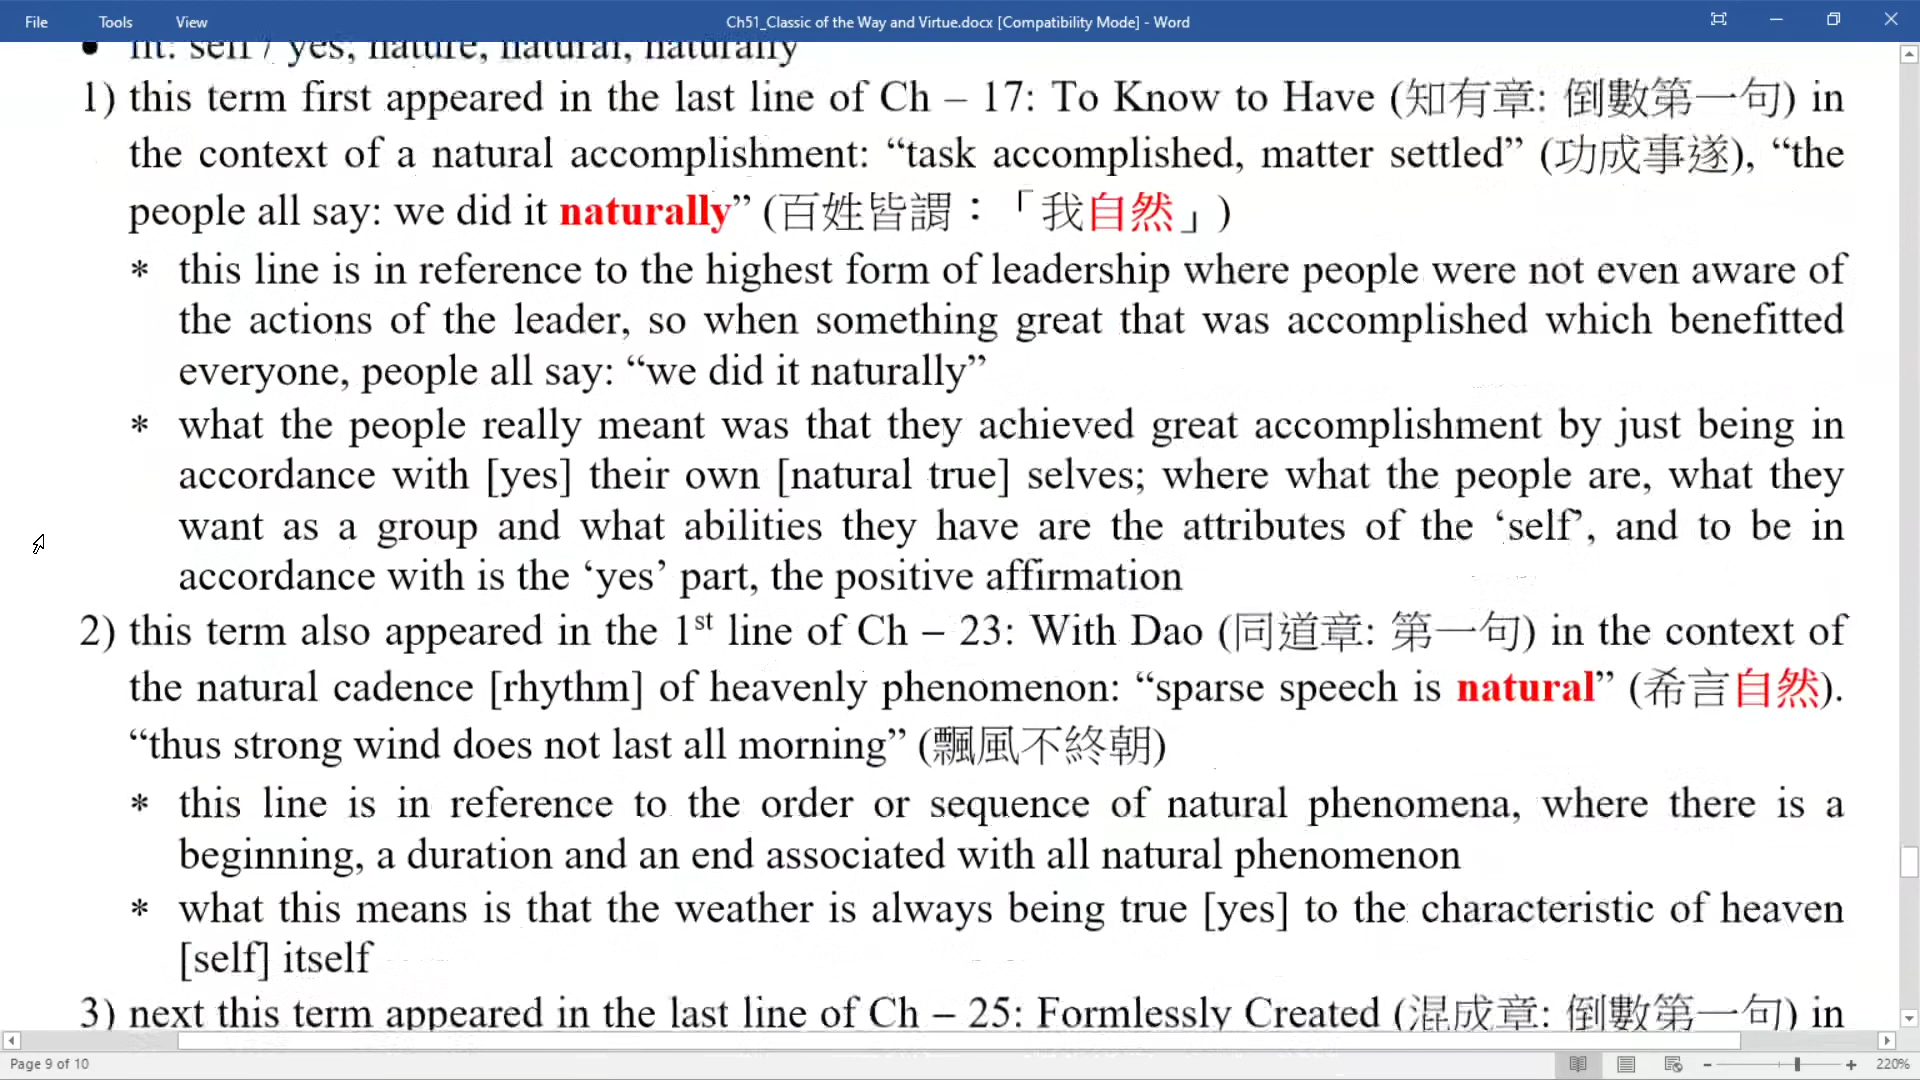 File Tools View Ch51_Classic of the Way and Virtue.docx [Compatibility Mode] - Word
● lit: self / yes; nature, natural, naturally
1) this term first appeared in the last line of Ch – 17: To Know to Have (知有章: 倒數第一句) in
the context of a natural accomplishment: “task accomplished, matter settled” (功成事遂), “the
people all say: we did it naturally” (百姓皆謂：「我自然」)
* this line is in reference to the highest form of leadership where people were not even aware of
the actions of the leader, so when something great that was accomplished which benefitted
everyone, people all say: “we did it naturally”
* what the people really meant was that they achieved great accomplishment by just being in
accordance with [yes] their own [natural true] selves; where what the people are, what they
want as a group and what abilities they have are the attributes of the ‘self’, and to be in
accordance with is the ‘yes’ part, the positive affirmation
2) this term also appeared in the 1st line of Ch – 23: With Dao (同道章: 第一句) in the context of
the natural cadence [rhythm] of heavenly phenomenon: “sparse speech is natural” (希言自然).
“thus strong wind does not last all morning” (飄風不終朝)
* this line is in reference to the order or sequence of natural phenomena, where there is a
beginning, a duration and an end associated with all natural phenomenon
* what this means is that the weather is always being true [yes] to the characteristic of heaven
[self] itself
3) next this term appeared in the last line of Ch – 25: Formlessly Created (混成章: 倒數第一句) in
Page 9 of 10 220%